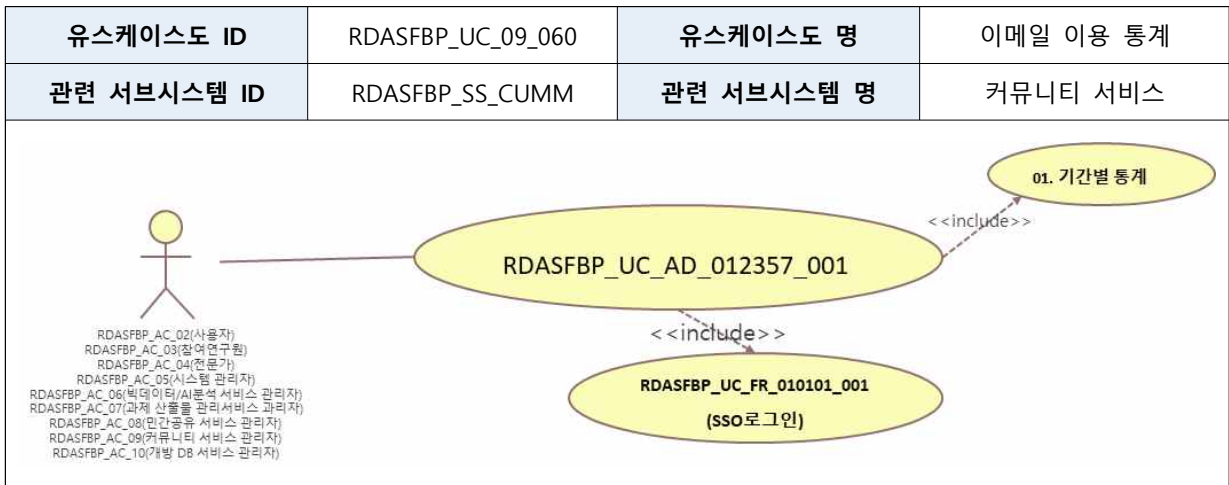 유스케이스도 ID RDASFBP_UC_09_060 유스케이스도 명 이메일 이용 통계
관련 서브시스템 ID RDASFBP_SS_CUMM 관련 서브시스템 명 커뮤니티 서비스
01. 기간별 통계
<<include>>
RDASFBP_UC_AD_012357_001
<<include>>
RDASFBP_UC_FR_010101_001
(SSO로그인)
RDASFBP_AC_02(사용자)
RDASFBP_AC_03(참여연구원)
RDASFBP_AC_04(전문가)
RDASFBP_AC_05(시스템 관리자)
RDASFBP_AC_06(빅데이터/AI분석 서비스 관리자)
RDASFBP_AC_07(과제 산출물 관리서비스 과리자)
RDASFBP_AC_08(민간공유 서비스 관리자)
RDASFBP_AC_09(커뮤니티 서비스 관리자)
RDASFBP_AC_10(개방 DB 서비스 관리자)